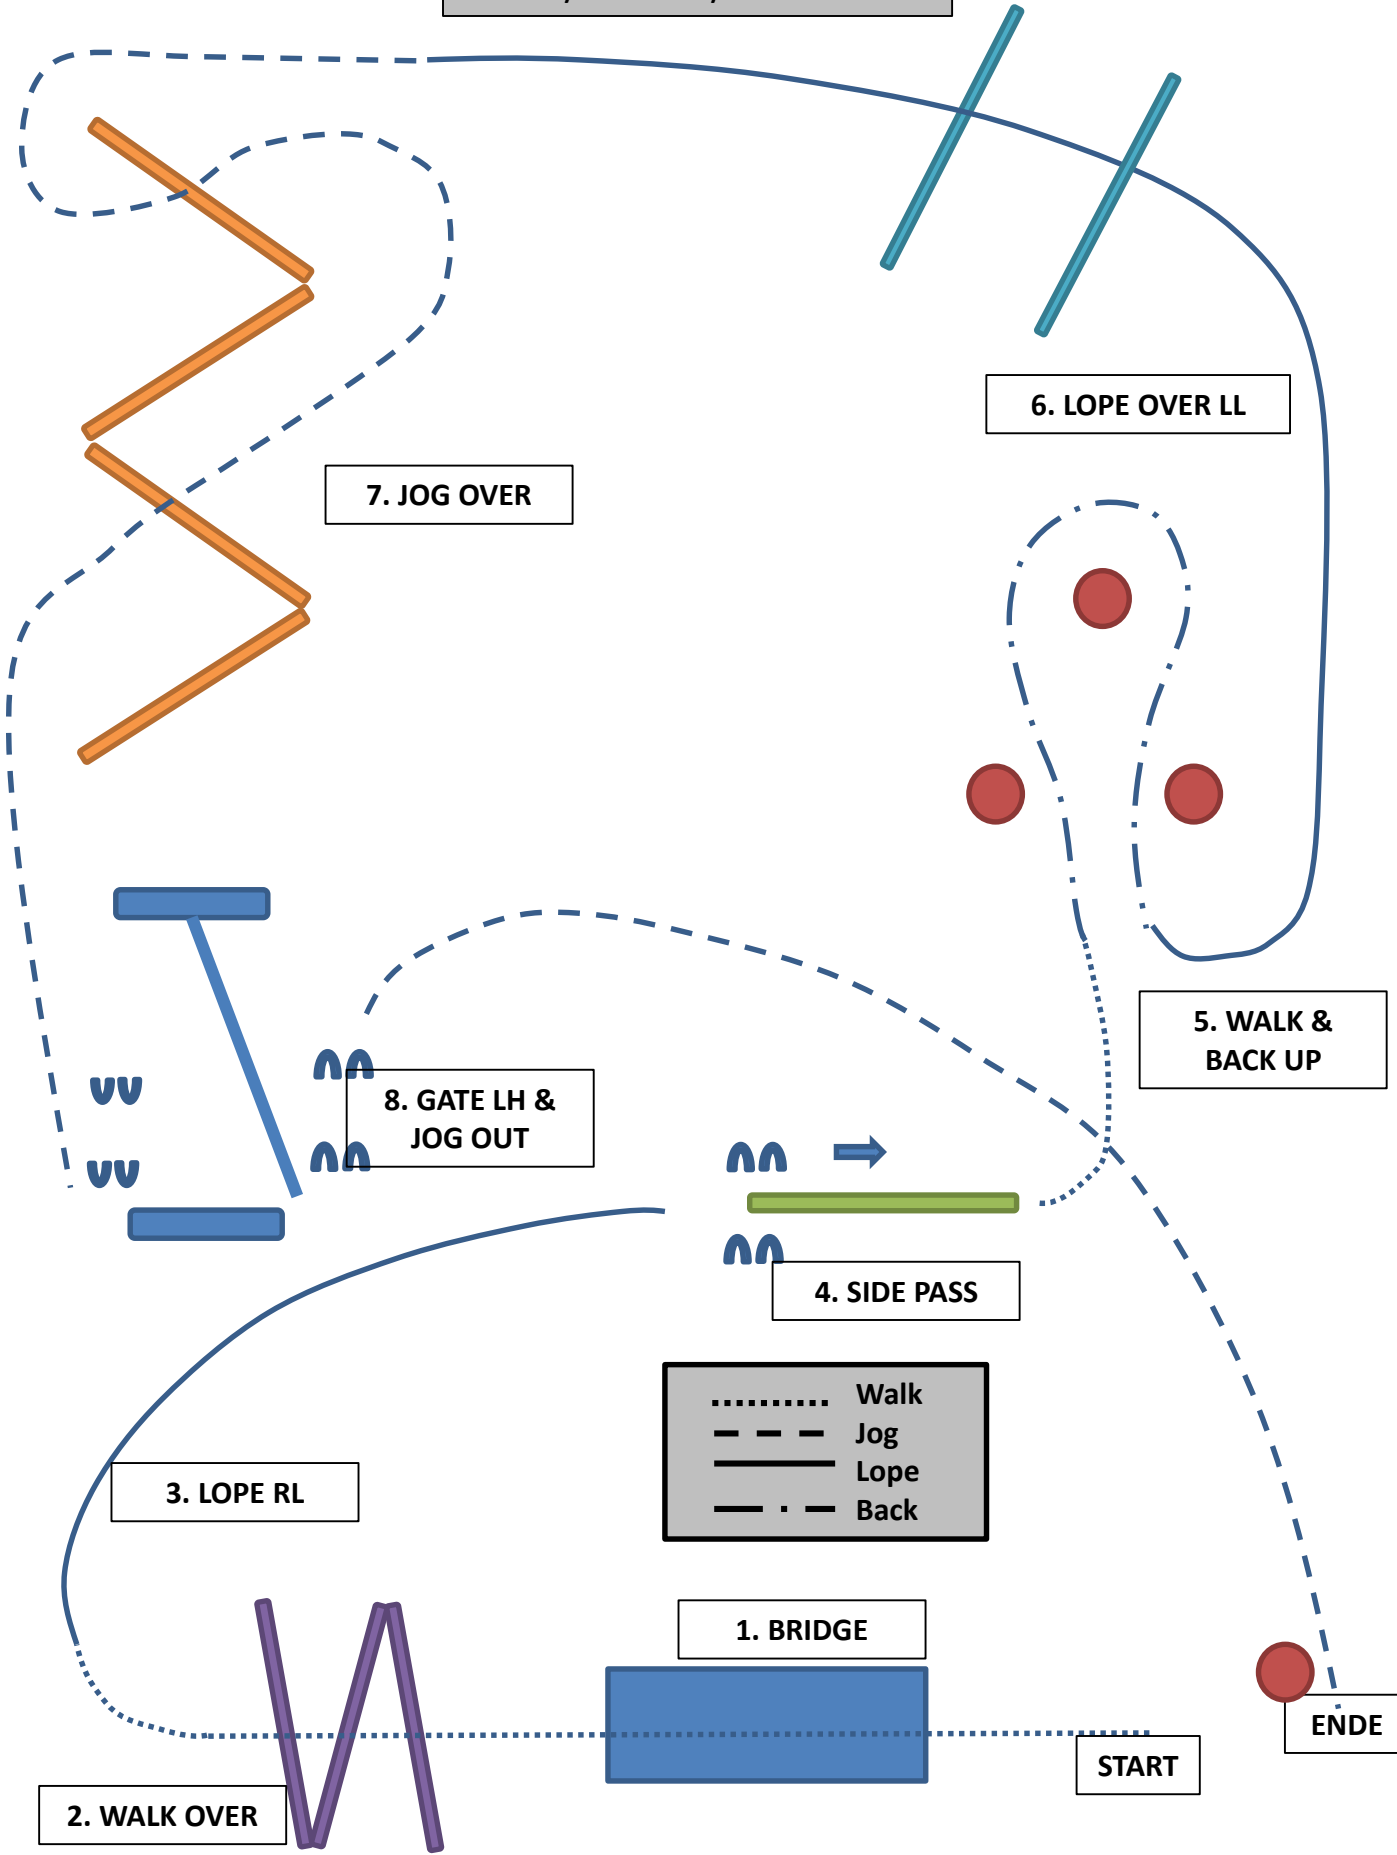 6. LOPE OVER LL
7. JOG OVER
5. WALK &
BACK UP
8. GATE LH &
JOG OUT
4. SIDE PASS
Walk
Jog
Lope
Back
3. LOPE RL
1. BRIDGE
ENDE
START
2. WALK OVER